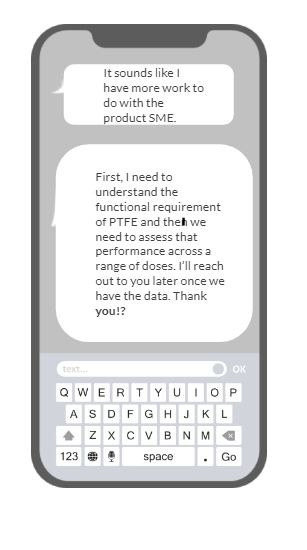 It sounds like I
have more work to
do with the
product SME.
First, I need to
understand the
functional requirement
of PTFE and then we
need to assess that
performance across a
range of doses. I'll reach
out to you later once we
have the data. Thank
you!?
text...
OK
Q W E R T Y U I O P
A S D F G H J K L
Z X C V B N M
123 space . Go